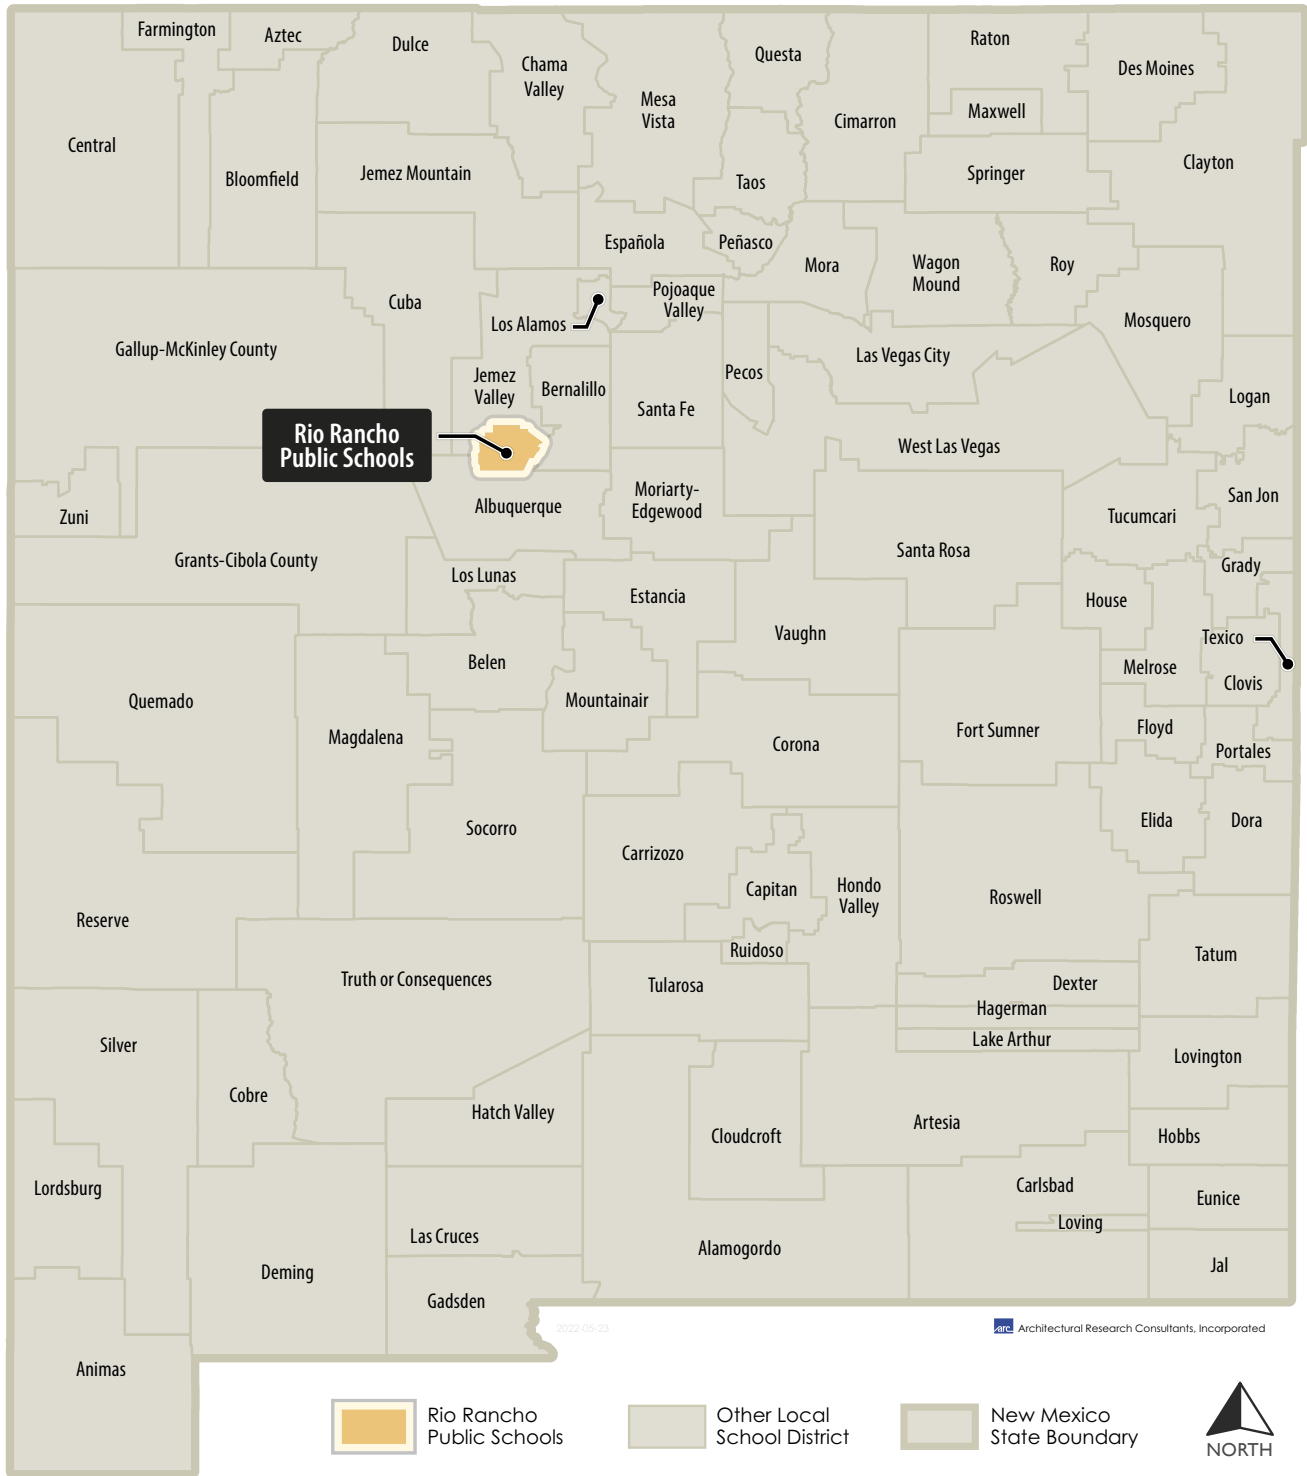 Farmington
Aztec
Dulce
Chama
Valley
Mesa
Vista
Questa
Raton
Des Moines
Maxwell
Cimarron
Central
Bloomfield
Jemez Mountain
Taos
Springer
Clayton
Española
Peñasco
Mora
Wagon
Mound
Roy
Cuba
Los Alamos
Pojoaque
Valley
Mosquero
Gallup-McKinley County
Jemez
Valley
Bernalillo
Santa Fe
Pecos
Las Vegas City
Logan
Rio Rancho
Public Schools
West Las Vegas
Zuni
Albuquerque
Moriarty-
Edgewood
Tucumcari
San Jon
Grants-Cibola County
Los Lunas
Estancia
Santa Rosa
Grady
House
Vaughn
Texico
Belen
Mountainair
Melrose
Clovis
Quemado
Magdalena
Corona
Fort Sumner
Floyd
Portales
Socorro
Carrizozo
Elida
Dora
Capitan
Hondo
Valley
Roswell
Reserve
Ruidoso
Tatum
Truth or Consequences
Tularosa
Dexter
Hagerman
Lake Arthur
Silver
Lovington
Cobre
Hatch Valley
Cloudcroft
Artesia
Hobbs
Lordsburg
Carlsbad
Eunice
Loving
Las Cruces
Alamogordo
Jal
Deming
Gadsden
Animas
2022-05-23
arc Architectural Research Consultants, Incorporated
Rio Rancho
Public Schools
Other Local
School District
New Mexico
State Boundary
NORTH